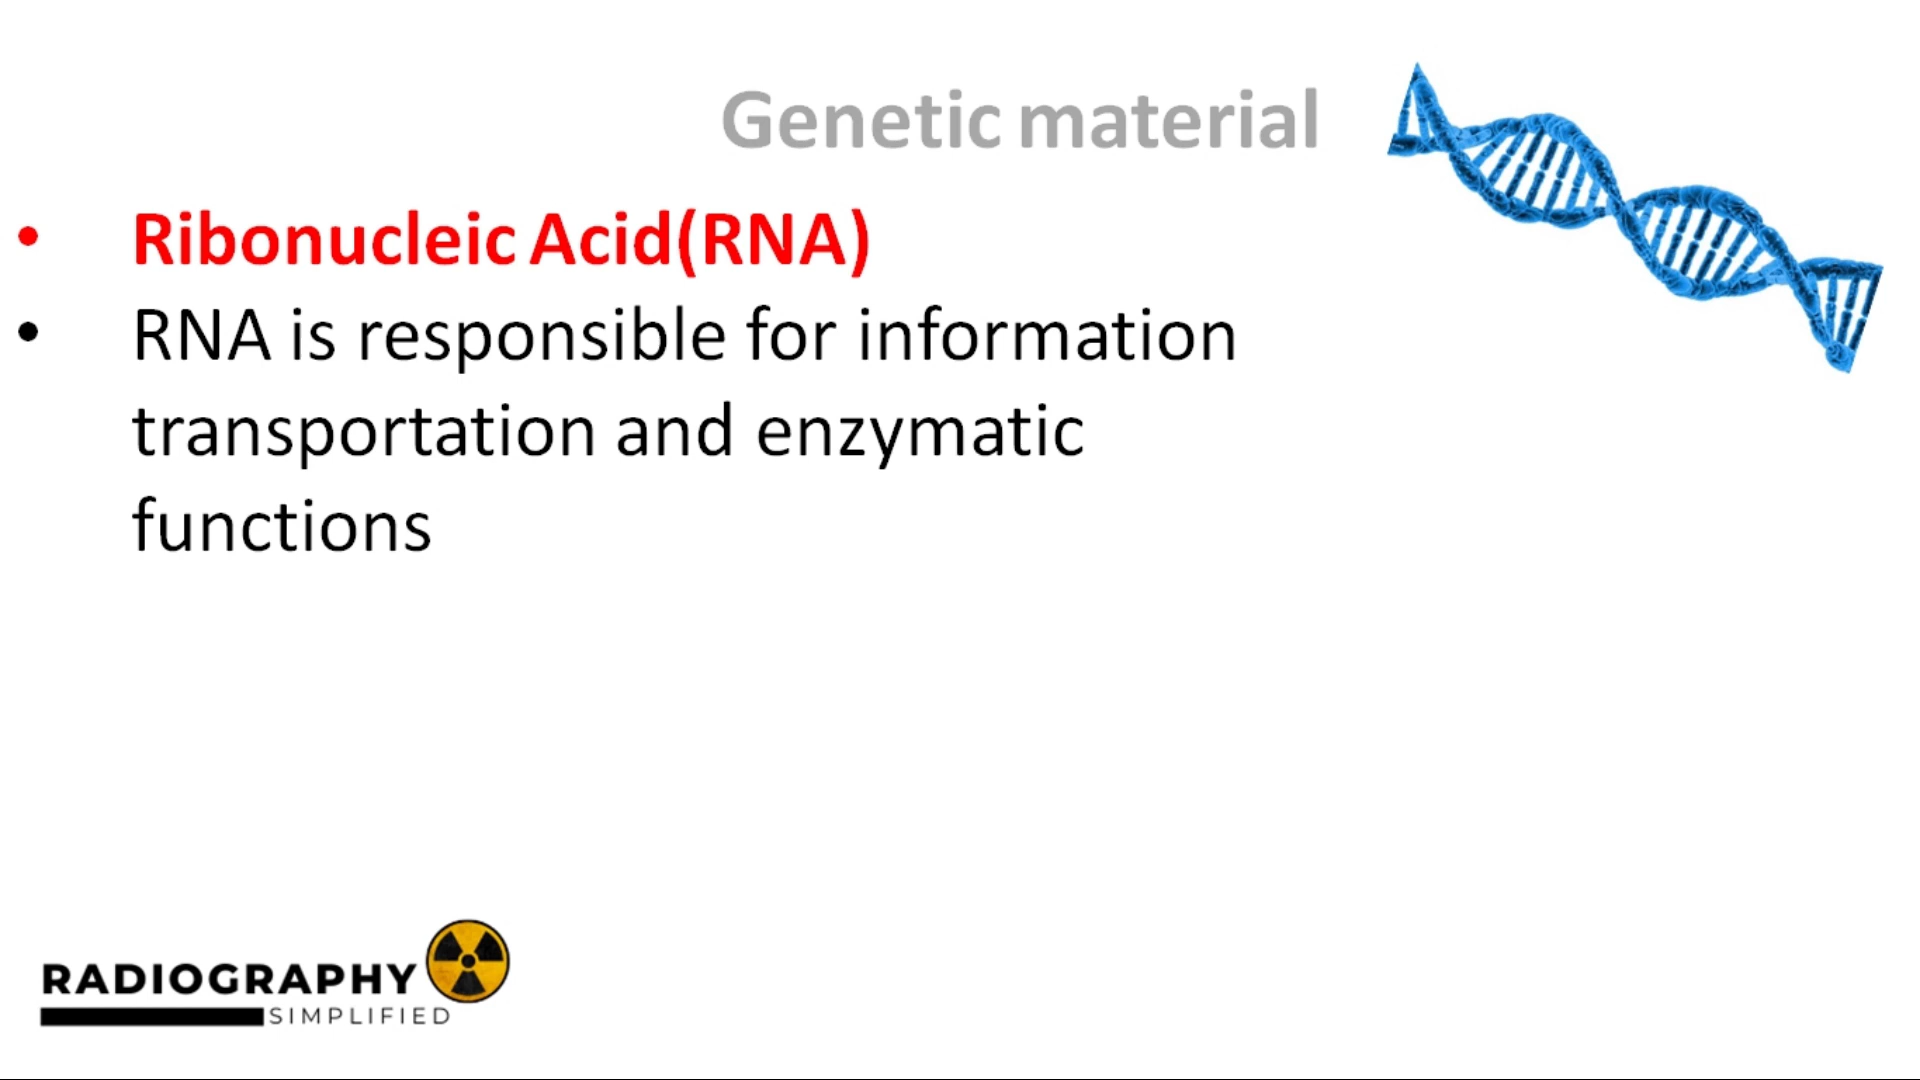 Genetic material
• Ribonucleic Acid(RNA)
• RNA is responsible for information
transportation and enzymatic
functions
RADIOGRAPHY
SIMPLIFIED